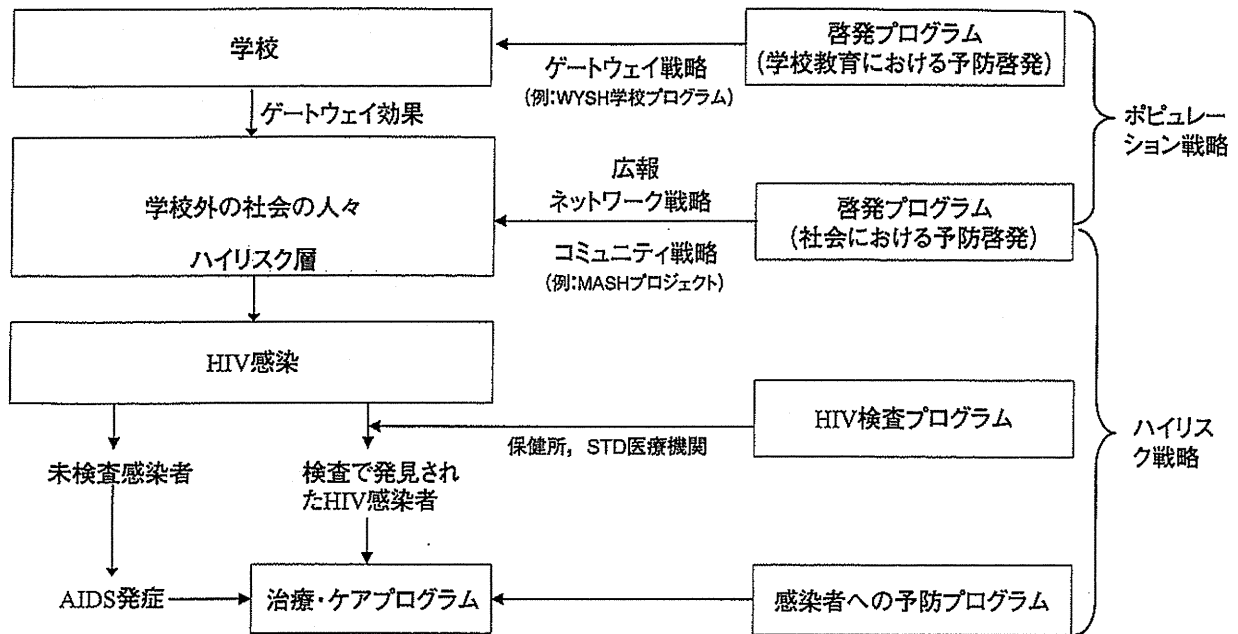 学校
啓発プログラム
(学校教育における予防啓発)
ゲートウェイ戦略
(例:WYSH学校プログラム)
ゲートウェイ効果
ポピュレー
ション戦略
学校外の社会の人々
ハイリスク層
広報
ネットワーク戦略
コミュニティ戦略
(例:MASHプロジェクト)
啓発プログラム
(社会における予防啓発)
HIV感染
HIV検査プログラム
保健所, STD医療機関
ハイリス
ク戦略
未検査感染者
検査で発見され
たHIV感染者
AIDS発症
治療・ケアプログラム
感染者への予防プログラム